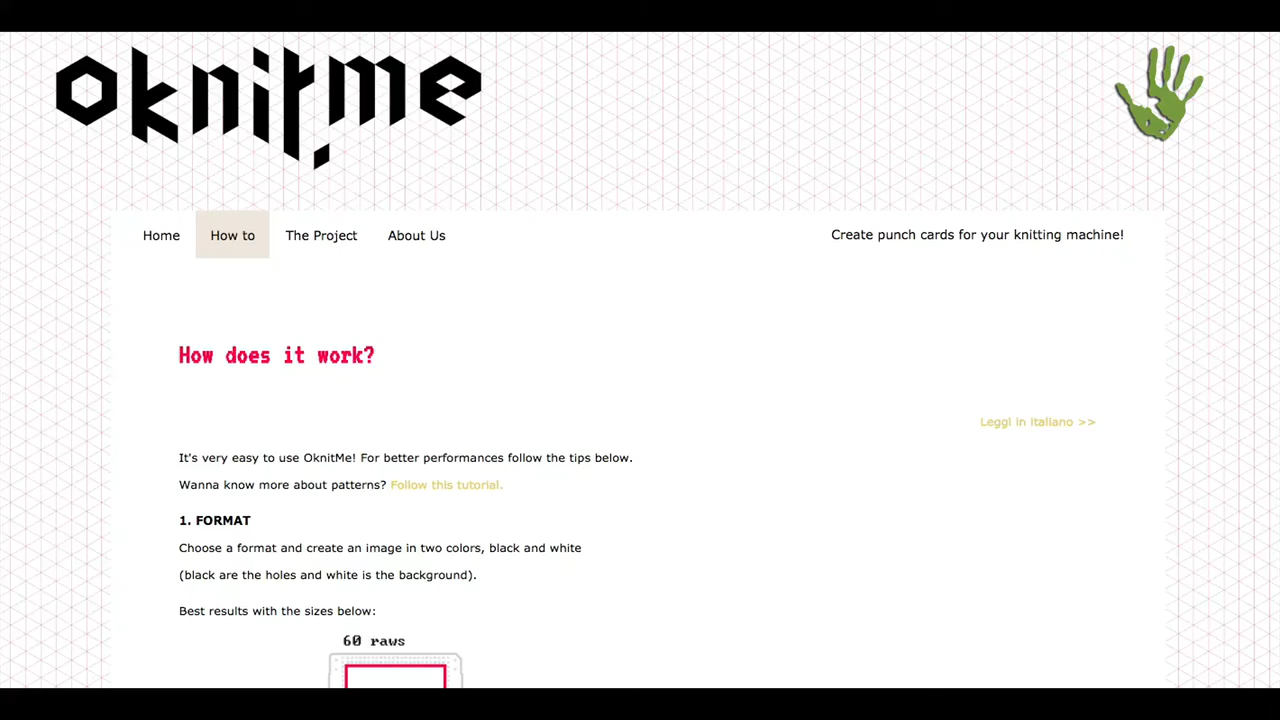 oknit.me
Home How to The Project About Us Create punch cards for your knitting machine!
How does it work?
Leggi in italiano >>
It's very easy to use OknitMe! For better performances follow the tips below.
Wanna know more about patterns? Follow this tutorial.
1. FORMAT
Choose a format and create an image in two colors, black and white
(black are the holes and white is the background).
Best results with the sizes below:
60 raws